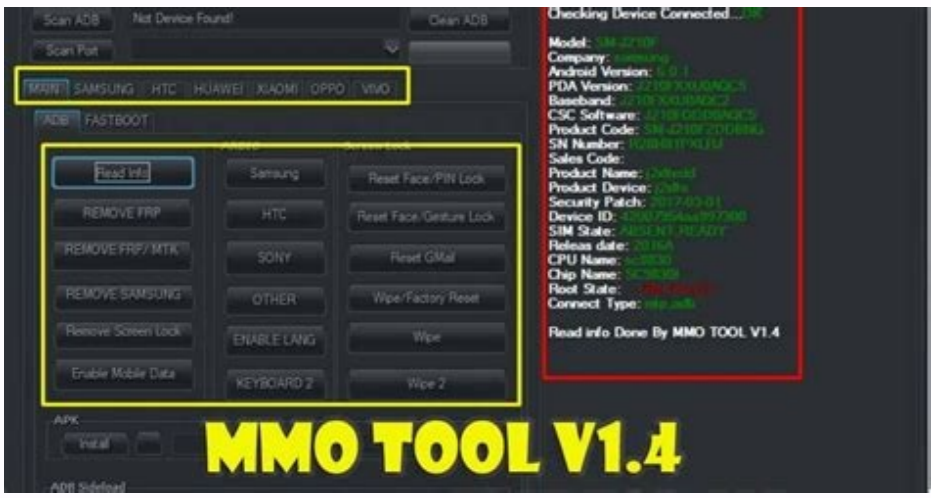 Scan ADB Not Device Found! Clean ADB
Scan Port
MAIN SAMSUNG HTC HUAWEI XIAOMI OPPO VIVO
ADB FASTBOOT
Screen Lock
Read Info Samsung Reset Face/PIN Lock
REMOVE FRP HTC Reset Face/Gesture Lock
REMOVE FRP/ MTK SONY Reset GMail
REMOVE SAMSUNG OTHER Wipe/Factory Reset
Remove Screen Lock ENABLE LANG Wipe
Enable Mobile Data KEYBOARD 2 Wipe 2
APK
Install
ADB Sideload
Checking Device Connected...OK
Model: SM-J210F
Company: samsung
Android Version: 6.0.1
PDA Version:
Baseband:
CSC Software:
Product Code:
SN Number:
Sales Code:
Product Name:
Product Device:
Security Patch: 2017-03-01
Device ID:
SIM State: ABSENT,READY
Releas date: 2016A
CPU Name: sc8830
Chip Name:
Root State:
Connect Type: mtp,adb
Read info Done By MMO TOOL V1.4
MMO TOOL V1.4